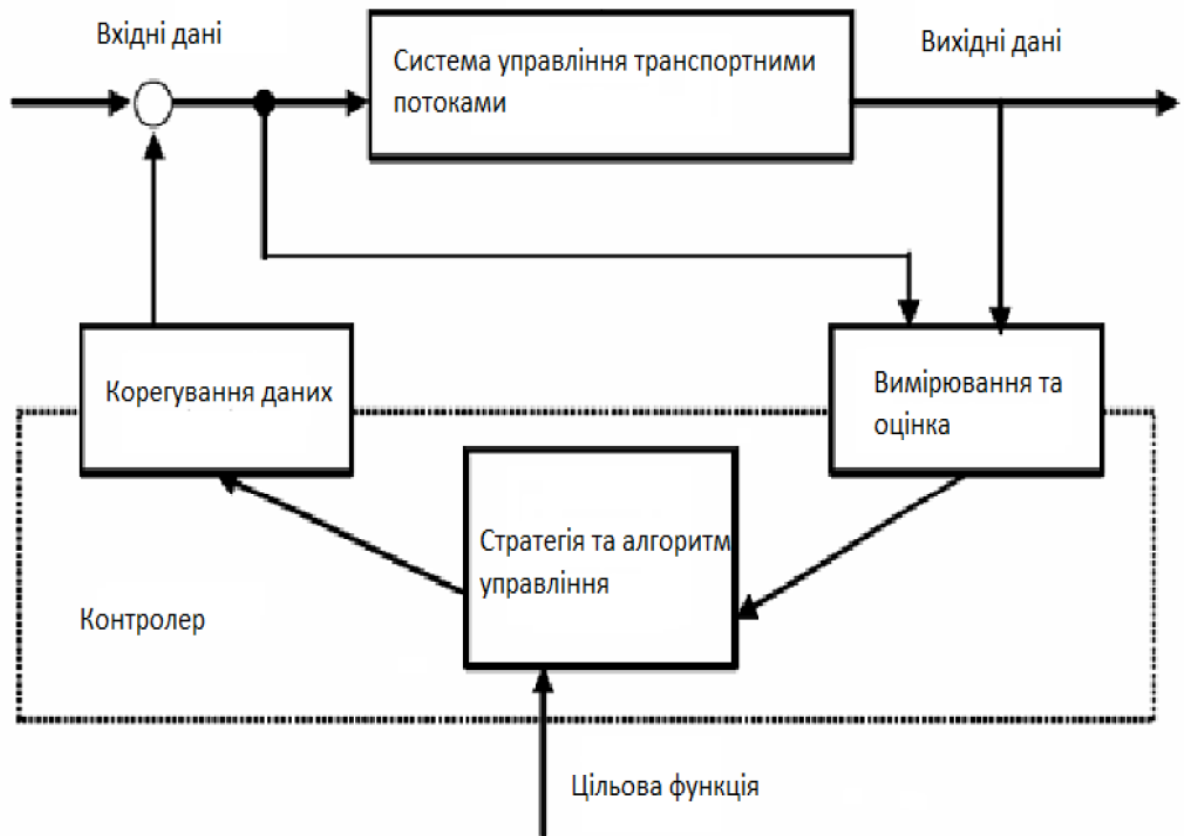 Вхідні дані
Система управління транспортними
потоками
Вихідні дані
Корегування даних
Вимірювання та
оцінка
Стратегія та алгоритм
управління
Контролер
Цільова функція